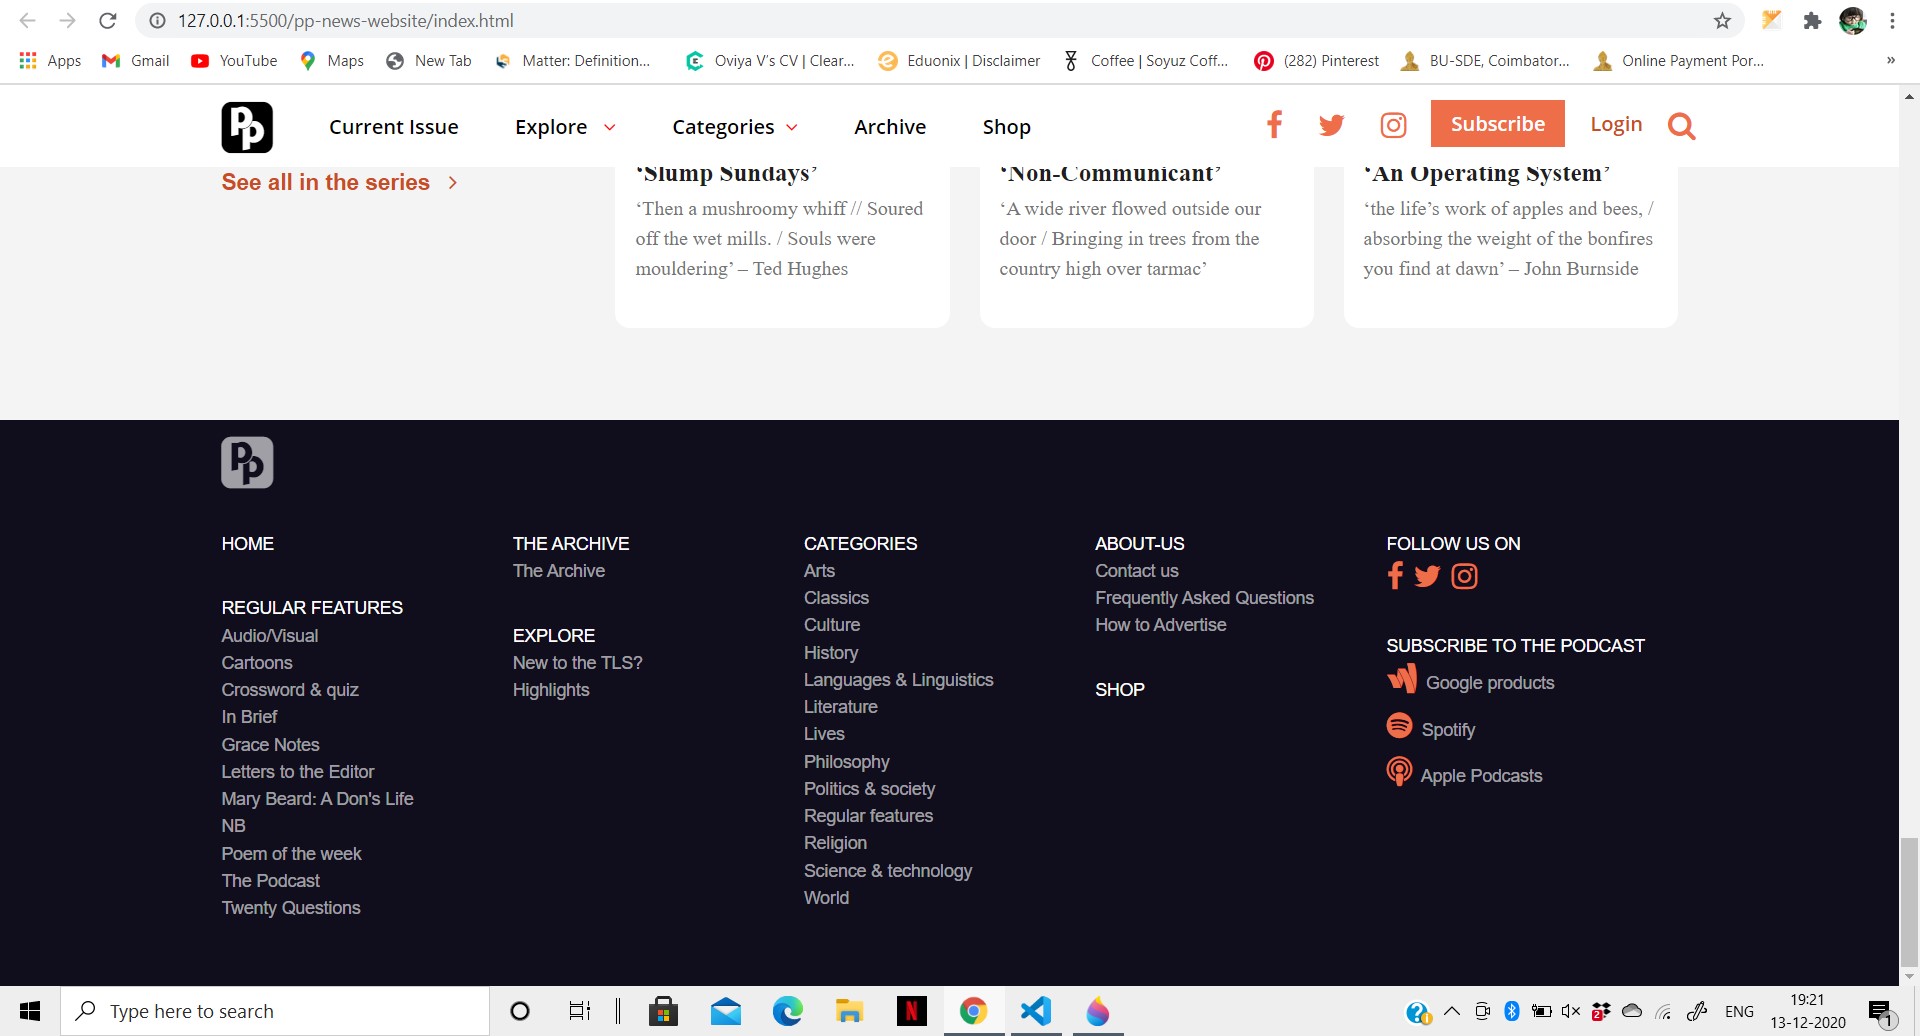 127.0.0.1:5500/pp-news-website/index.html
Apps Gmail YouTube Maps New Tab Matter: Definition... Oviya V's CV | Clear... Eduonix | Disclaimer Coffee | Soyuz Coff... (282) Pinterest BU-SDE, Coimbator... Online Payment Por... »
Pp Current Issue Explore Categories Archive Shop Subscribe Login
See all in the series
‘Slump Sundays’
‘Then a mushroomy whiff // Soured
off the wet mills. / Souls were
mouldering’ – Ted Hughes
‘Non-Communicant’
‘A wide river flowed outside our
door / Bringing in trees from the
country high over tarmac’
‘An Operating System’
‘the life’s work of apples and bees, /
absorbing the weight of the bonfires
you find at dawn’ – John Burnside
Pp
HOME
REGULAR FEATURES
Audio/Visual
Cartoons
Crossword & quiz
In Brief
Grace Notes
Letters to the Editor
Mary Beard: A Don's Life
NB
Poem of the week
The Podcast
Twenty Questions
THE ARCHIVE
The Archive
EXPLORE
New to the TLS?
Highlights
CATEGORIES
Arts
Classics
Culture
History
Languages & Linguistics
Literature
Lives
Philosophy
Politics & society
Regular features
Religion
Science & technology
World
ABOUT-US
Contact us
Frequently Asked Questions
How to Advertise
SHOP
FOLLOW US ON
SUBSCRIBE TO THE PODCAST
Google products
Spotify
Apple Podcasts
Type here to search
N
2
ENG
19:21
13-12-2020
1